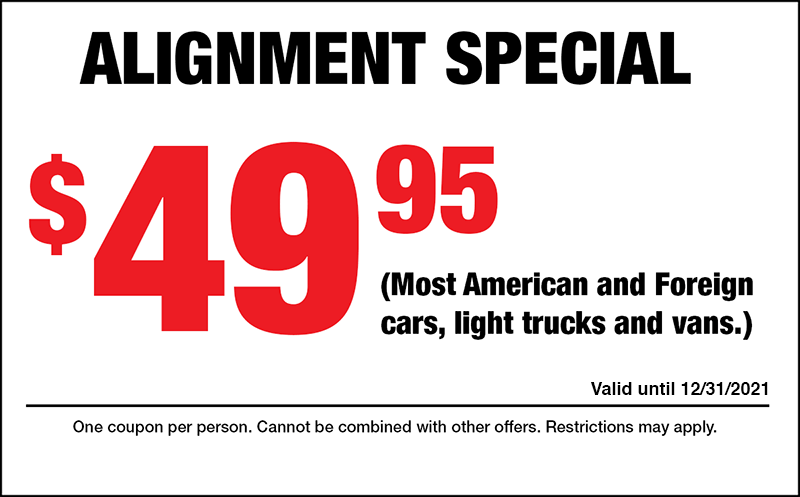 ALIGNMENT SPECIAL
$49 95
(Most American and Foreign
cars, light trucks and vans.)
Valid until 12/31/2021
One coupon per person. Cannot be combined with other offers. Restrictions may apply.